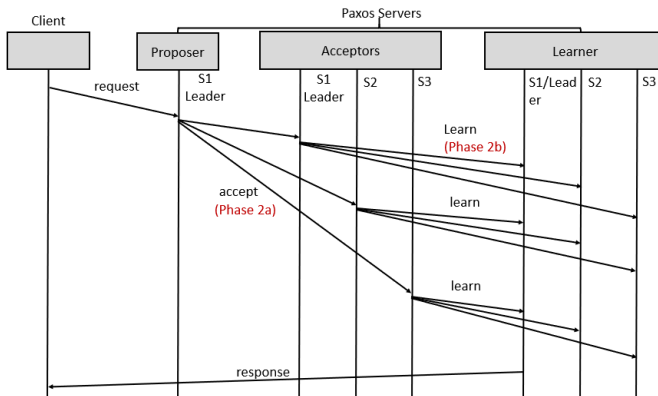 Paxos Servers
Client
Proposer
Acceptors
Learner
S1
Leader
S1
Leader
S2
S3
S1/Lead
er
S2
S3
request
Learn
(Phase 2b)
accept
(Phase 2a)
learn
learn
response